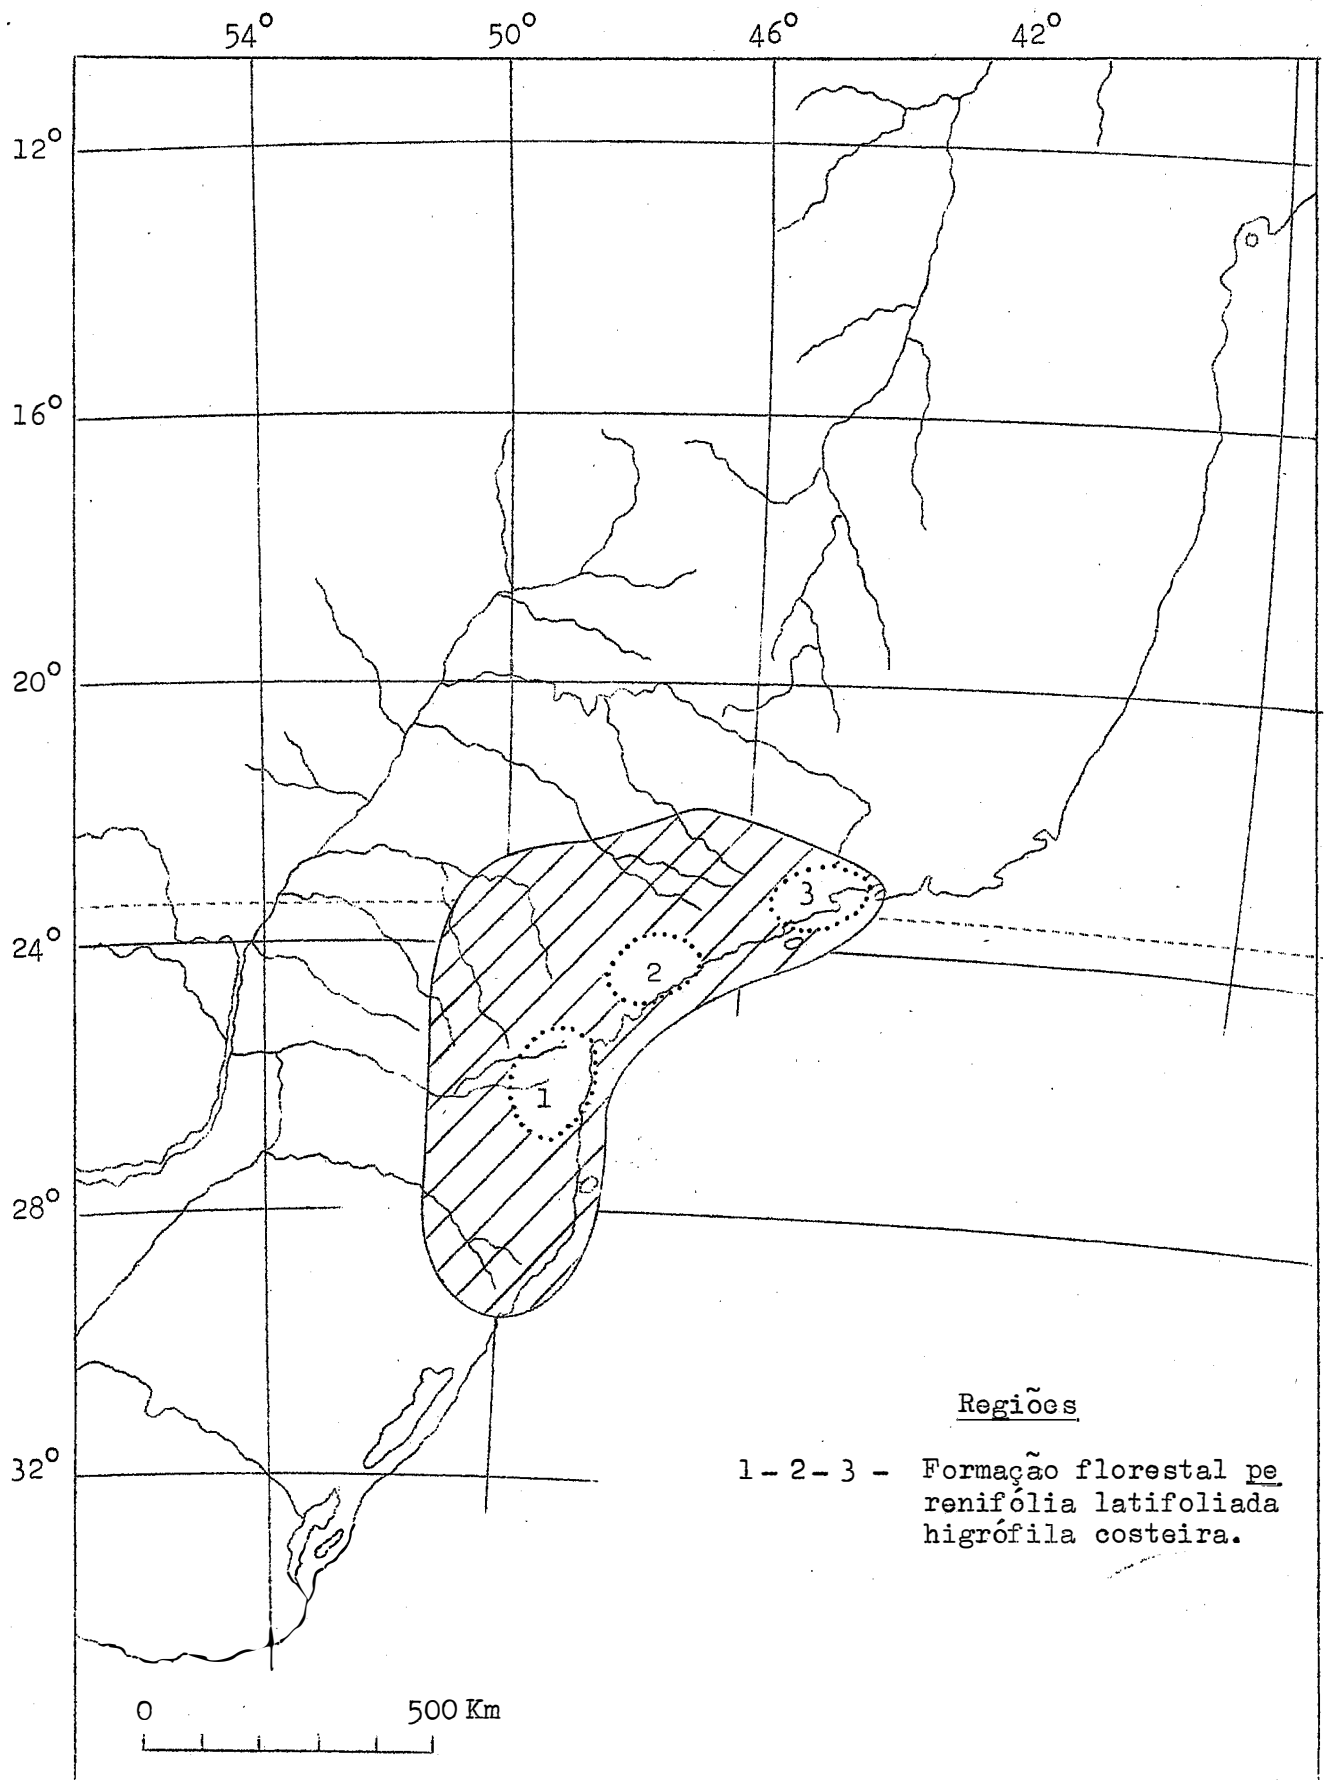 54° 50° 46° 42°
12°
16°
20°
24°
28°
32°
3
2
1
Regiões
1-2-3 - Formação florestal pe
renifólia latifoliada
higrófila costeira.
0 500 Km